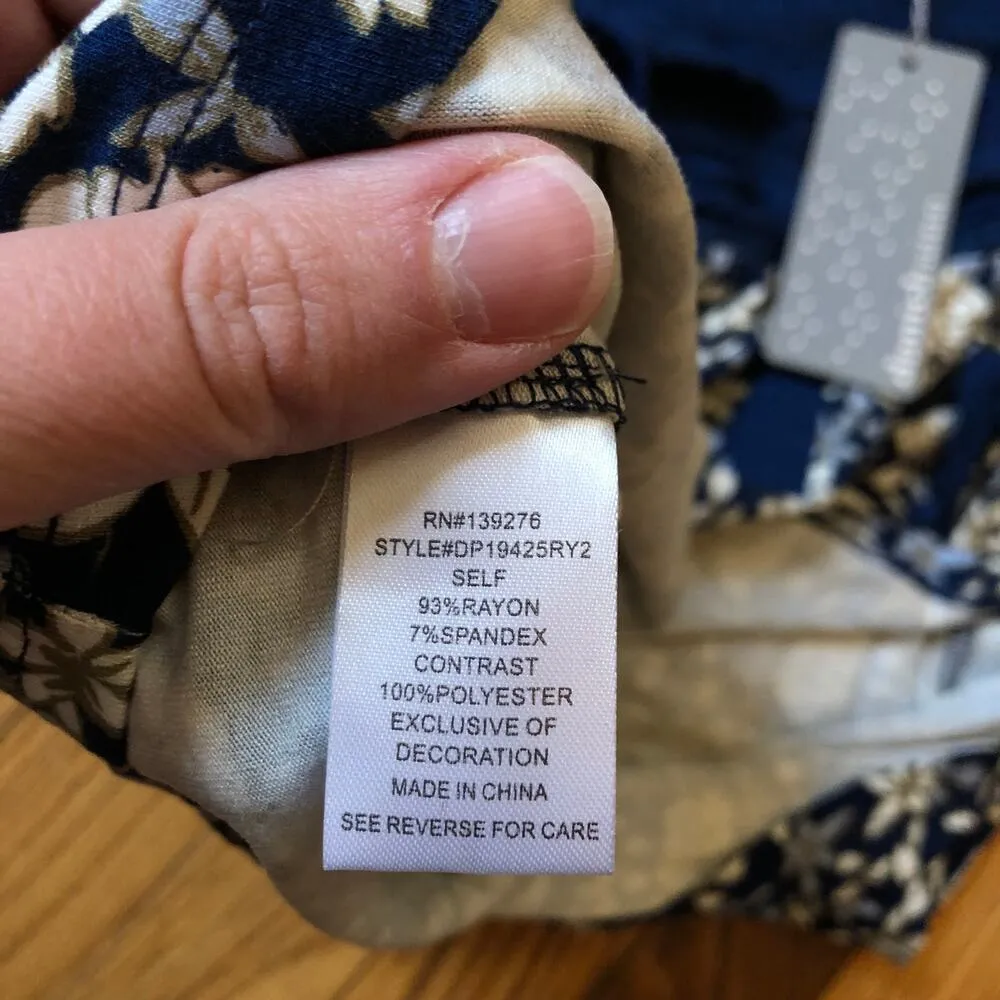 RN#139276
STYLE#DP19425RY2
SELF
93%RAYON
7%SPANDEX
CONTRAST
100%POLYESTER
EXCLUSIVE OF
DECORATION
MADE IN CHINA
SEE REVERSE FOR CARE